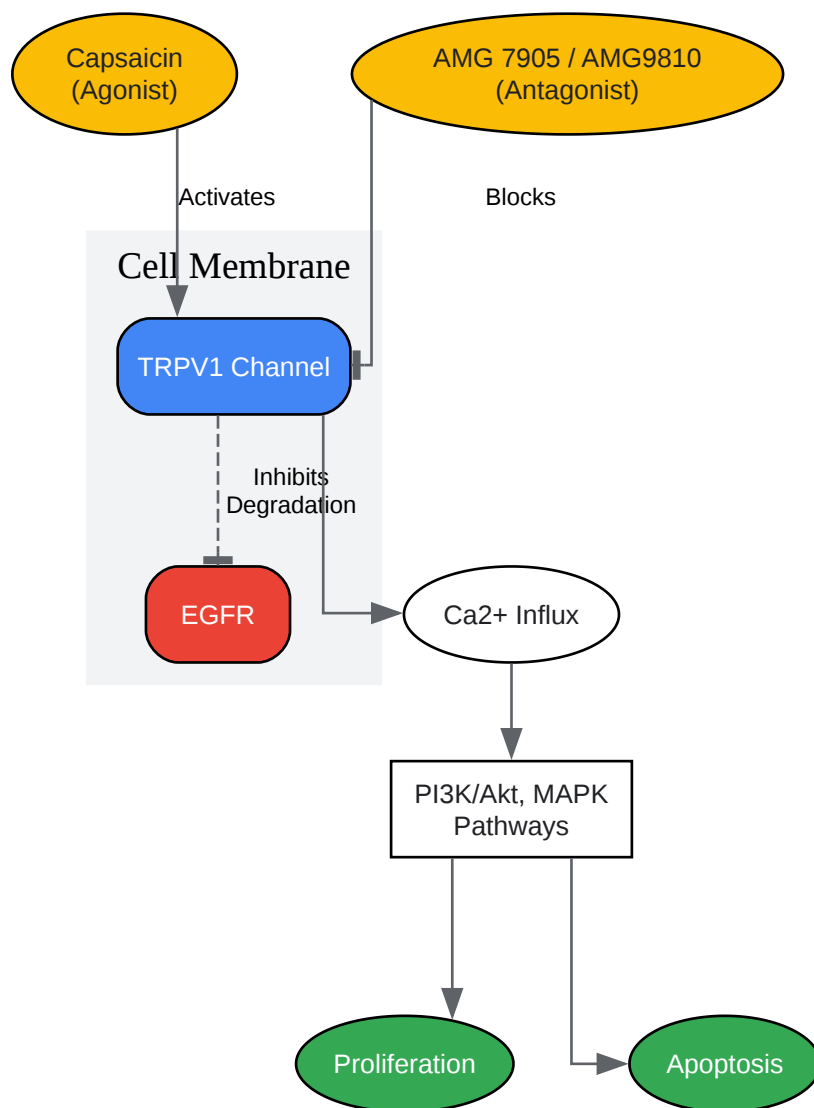 Capsaicin
(Agonist)
AMG 7905 / AMG9810
(Antagonist)
Activates
Blocks
Cell Membrane
TRPV1 Channel
Inhibits
Degradation
EGFR
Ca2+ Influx
PI3K/Akt, MAPK
Pathways
Proliferation
Apoptosis